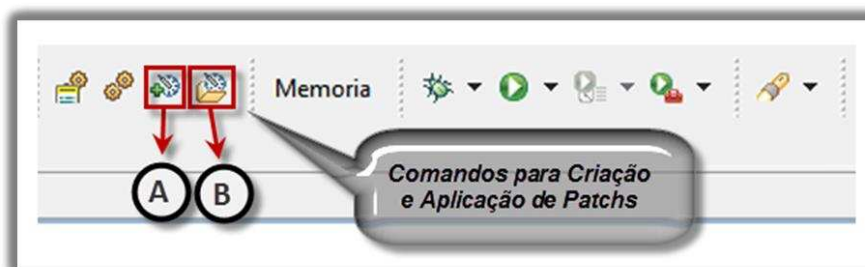 Memoria
Comandos para Criação
e Aplicação de Patchs
A
B